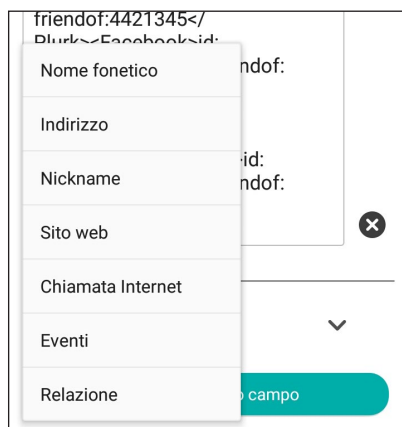 friendof:4421345</
Plurk><Facebook>id:
ndof:
id:
ndof:
Nome fonetico
Indirizzo
Nickname
Sito web
Chiamata Internet
Eventi
Relazione
campo